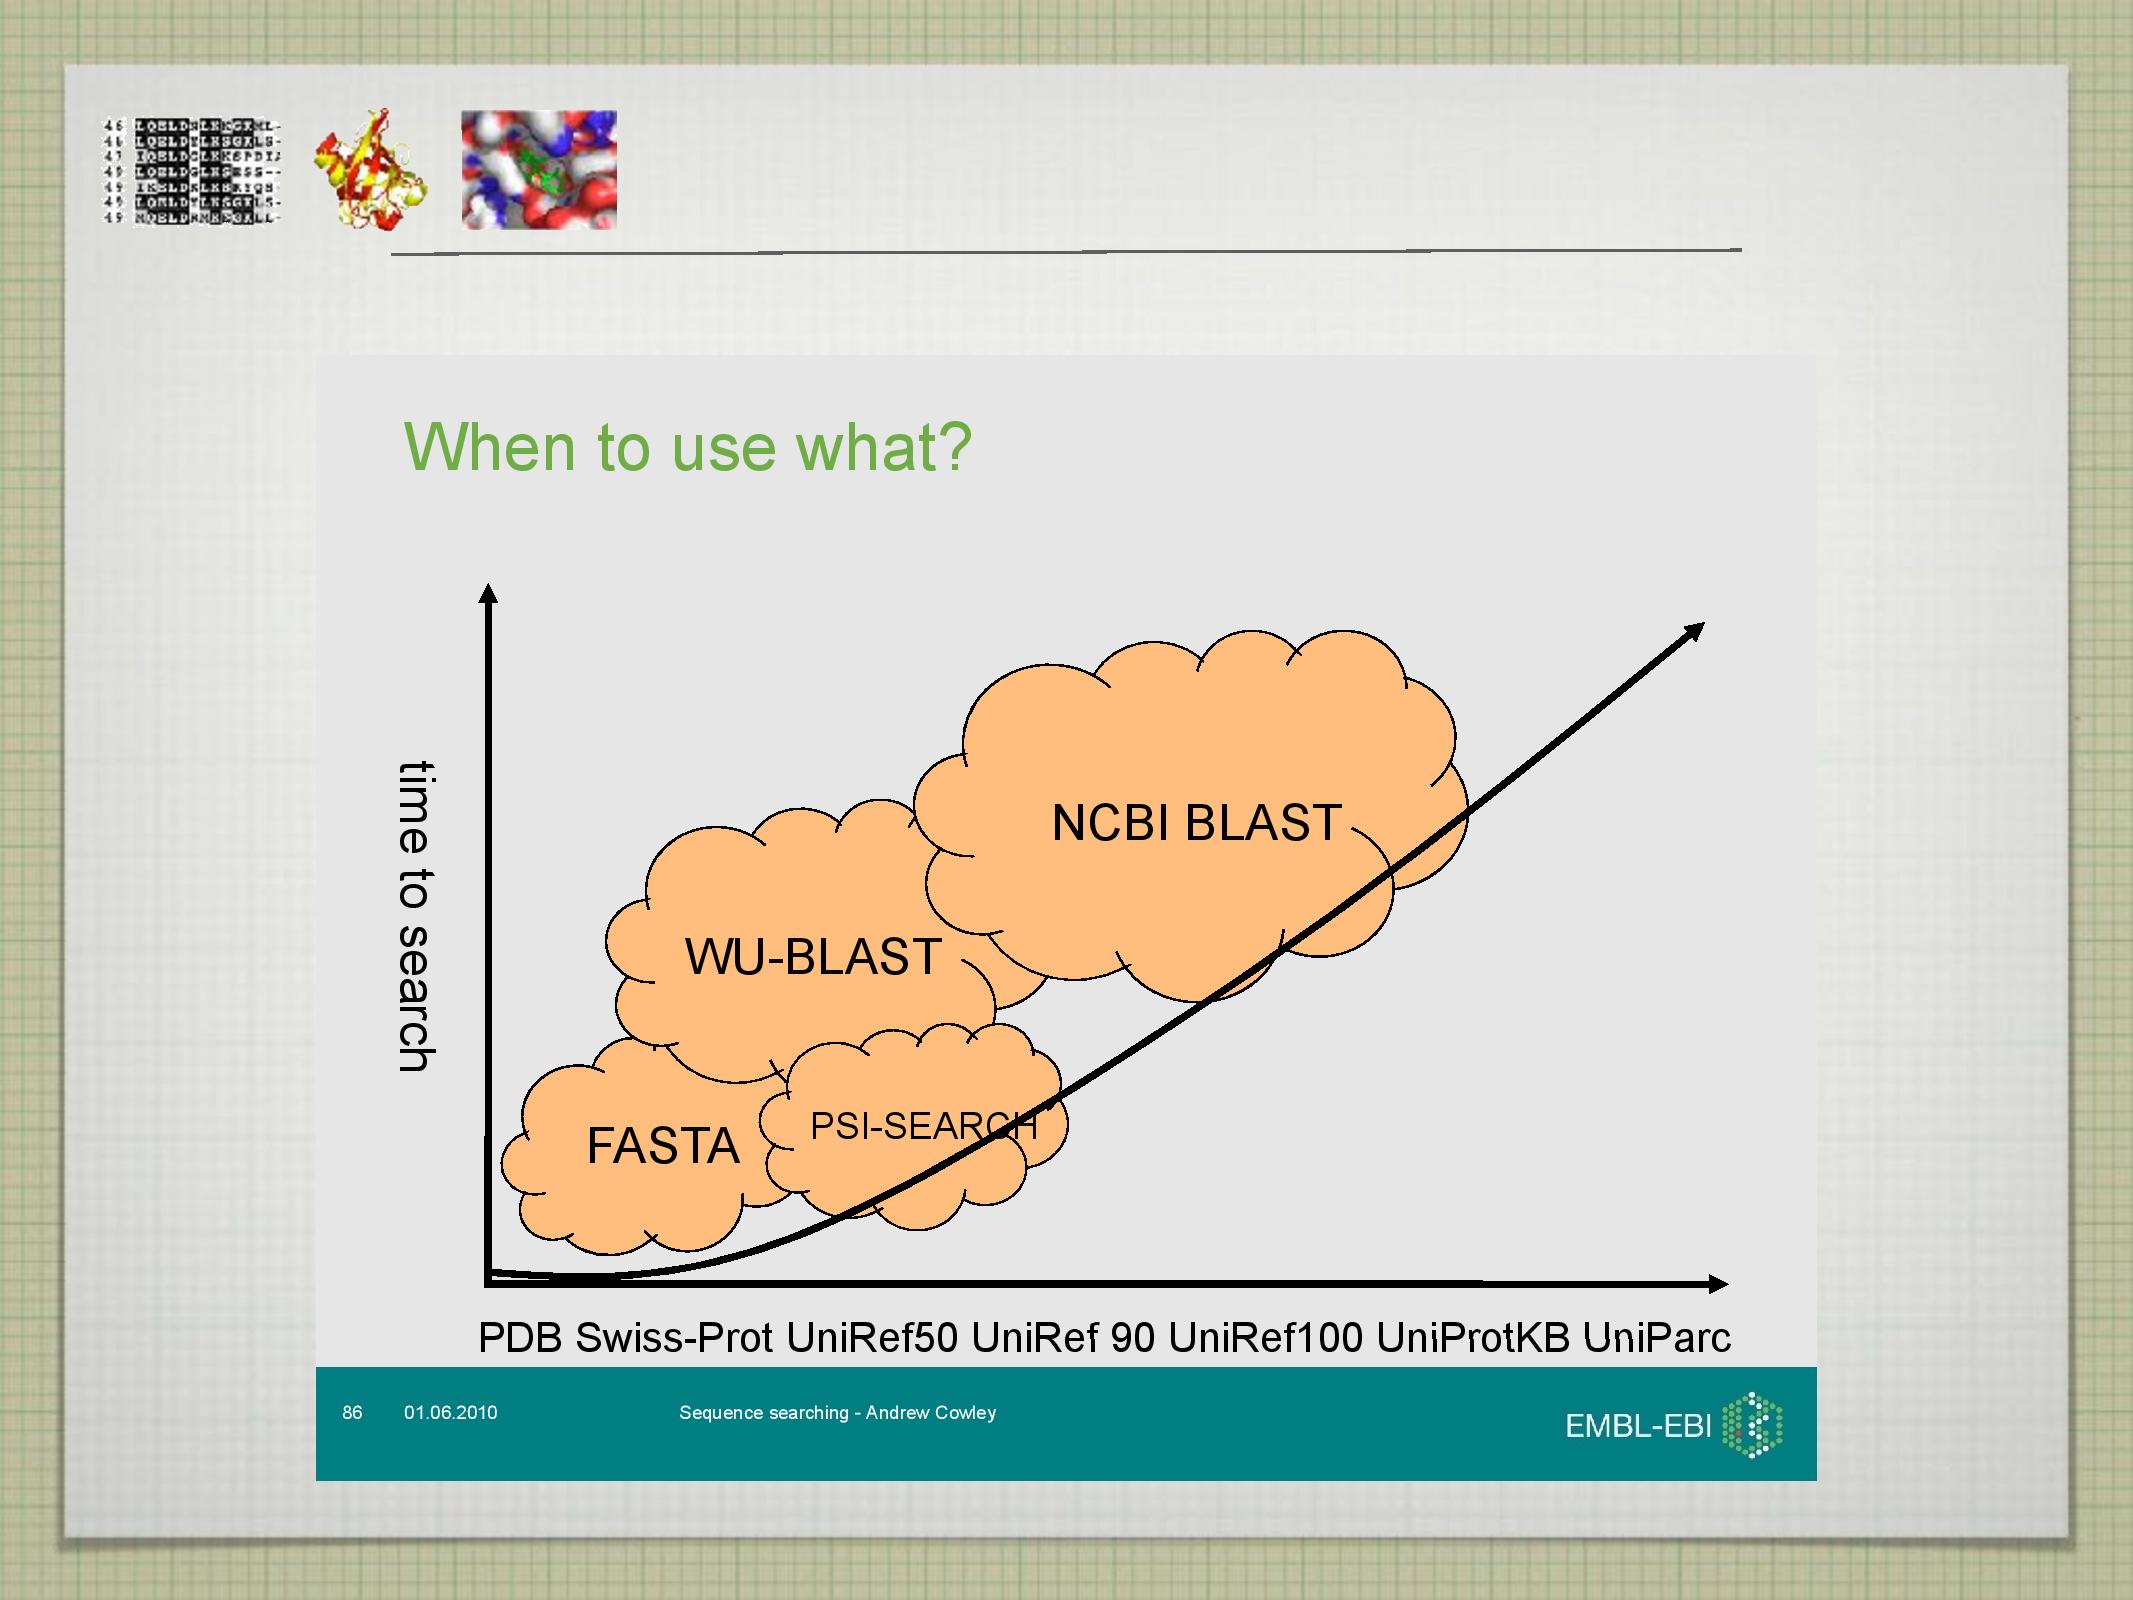 When to use what?
time to search
NCBI BLAST
WU-BLAST
FASTA
PSI-SEARCH
PDB Swiss-Prot UniRef50 UniRef 90 UniRef100 UniProtKB UniParc
86 01.06.2010 Sequence searching - Andrew Cowley
EMBL-EBI